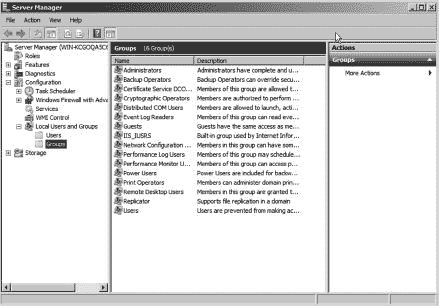 Server Manager
File Action View Help
Server Manager (WIN-KCGOQA5C
Roles
Features
Diagnostics
Configuration
Task Scheduler
Windows Firewall with Adva
Services
WMI Control
Local Users and Groups
Users
Groups
Storage
Groups 16 Group(s)
Name Description
Administrators Administrators have complete and u...
Backup Operators Backup Operators can override secu...
Certificate Service DCO... Members of this group are allowed t...
Cryptographic Operators Members are authorized to perform ...
Distributed COM Users Members are allowed to launch, acti...
Event Log Readers Members of this group can read eve...
Guests Guests have the same access as me...
IIS_IUSRS Built-in group used by Internet Infor...
Network Configuration ... Members in this group can have som...
Performance Log Users Members of this group may schedule...
Performance Monitor U... Members of this group can access p...
Power Users Power Users are included for backw...
Print Operators Members can administer domain prin...
Remote Desktop Users Members in this group are granted t...
Replicator Supports file replication in a domain
Users Users are prevented from making ac...
Actions
Groups
More Actions